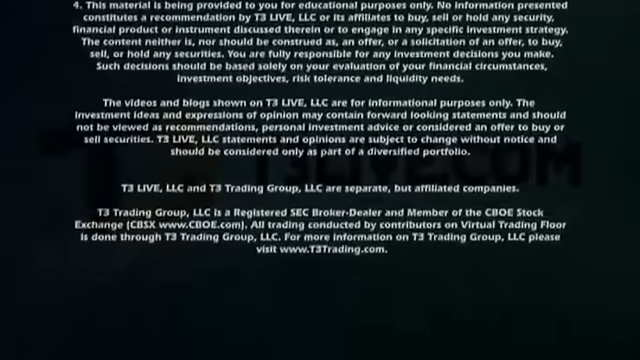 4. This material is being provided to you for educational purposes only. No information presented
constitutes a recommendation by T3 LIVE, LLC or its affiliates to buy, sell or hold any security,
financial product or instrument discussed therein or to engage in any specific investment strategy.
The content neither is, nor should be construed as, an offer, or a solicitation of an offer, to buy,
sell, or hold any securities. You are fully responsible for any investment decisions you make.
Such decisions should be based solely on your evaluation of your financial circumstances,
investment objectives, risk tolerance and liquidity needs.
The videos and blogs shown on T3 LIVE, LLC are for informational purposes only. The
investment ideas and expressions of opinion may contain forward looking statements and should
not be viewed as recommendations, personal investment advice or considered an offer to buy or
sell securities. T3 LIVE, LLC statements and opinions are subject to change without notice and
should be considered only as part of a diversified portfolio.
T3LIVE.COM
T3 LIVE, LLC and T3 Trading Group, LLC are separate, but affiliated companies.
T3 Trading Group, LLC is a Registered SEC Broker-Dealer and Member of the CBOE Stock
Exchange (CBSX www.CBOE.com). All trading conducted by contributors on Virtual Trading Floor
is done through T3 Trading Group, LLC. For more information on T3 Trading Group, LLC please
visit www.T3Trading.com.